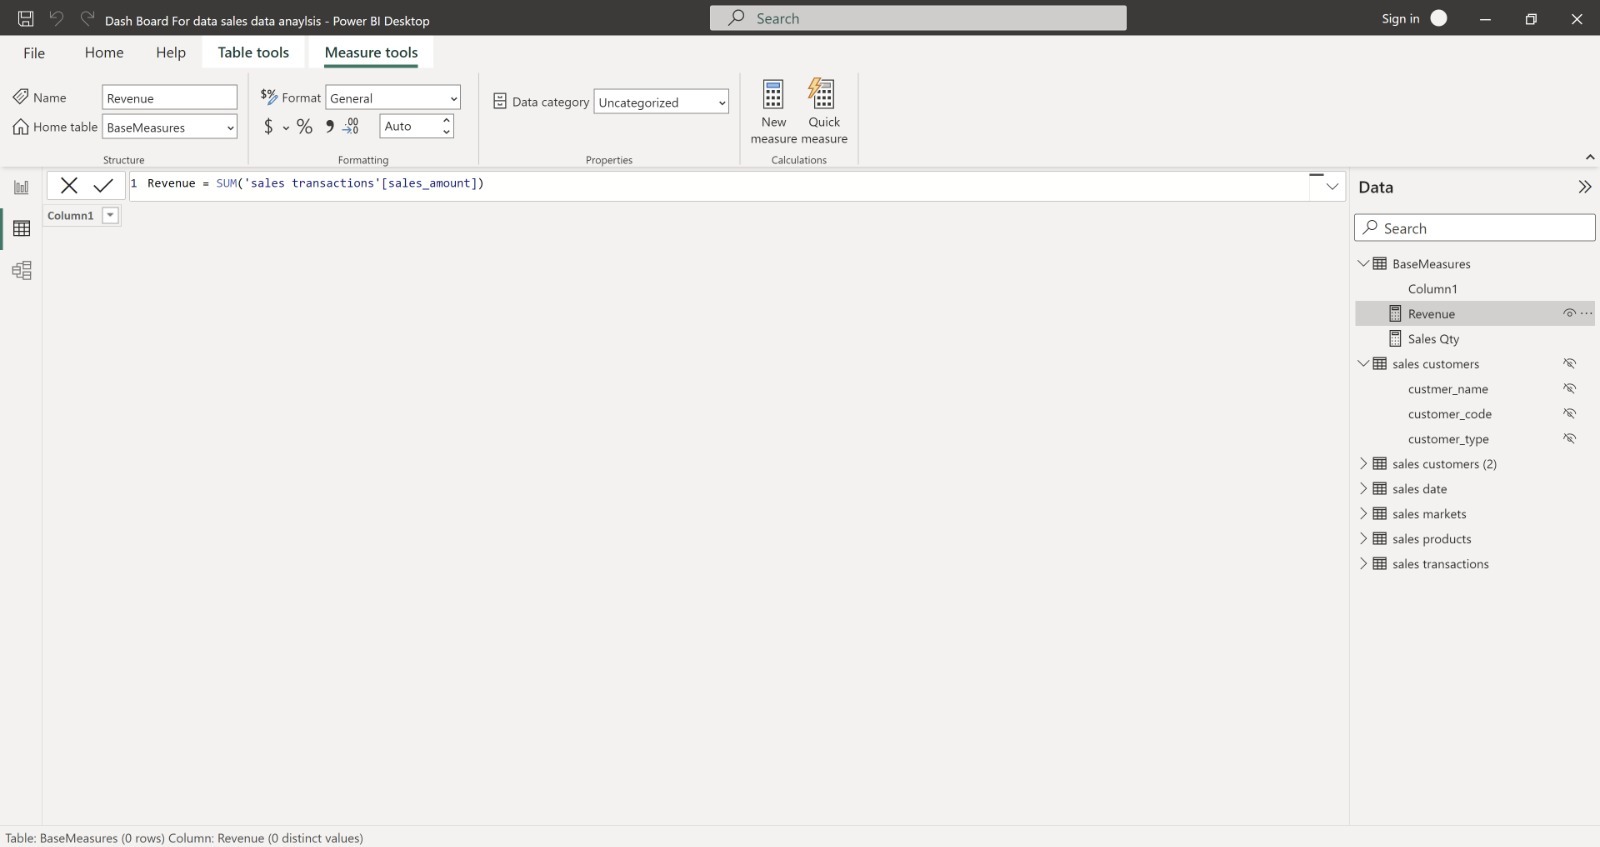 Dash Board For data sales data anaylsis - Power BI Desktop
Search
Sign in
File Home Help Table tools Measure tools
Name Revenue
Home table BaseMeasures
Structure
$% Format General
$ % , .00 →.0 Auto
Formatting
Data category Uncategorized
Properties
New measure
Quick measure
Calculations
1 Revenue = SUM('sales transactions'[sales_amount])
Column1
Data
Search
BaseMeasures
Column1
Revenue ...
Sales Qty
sales customers
custmer_name
customer_code
customer_type
sales customers (2)
sales date
sales markets
sales products
sales transactions
Table: BaseMeasures (0 rows) Column: Revenue (0 distinct values)